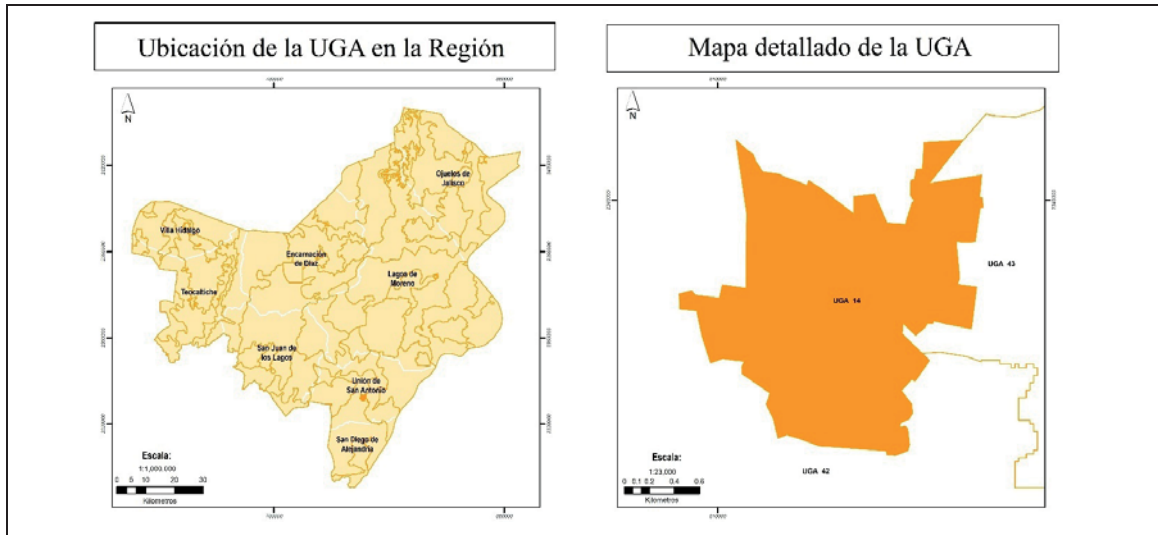 Ubicación de la UGA en la Región
N
Ojuelos de
Jalisco
Villa Hidalgo
Encarnación
de Díaz
Lagos de
Moreno
Teocaltiche
San Juan de
los Lagos
Unión de
San Antonio
San Diego de
Alejandría
Escala:
1:1,000,000
0 5 10 20 30
Kilometros
Mapa detallado de la UGA
N
UGA 43
UGA 14
UGA 42
Escala:
1:23,000
0 0.1 0.2 0.4 0.6
Kilometros